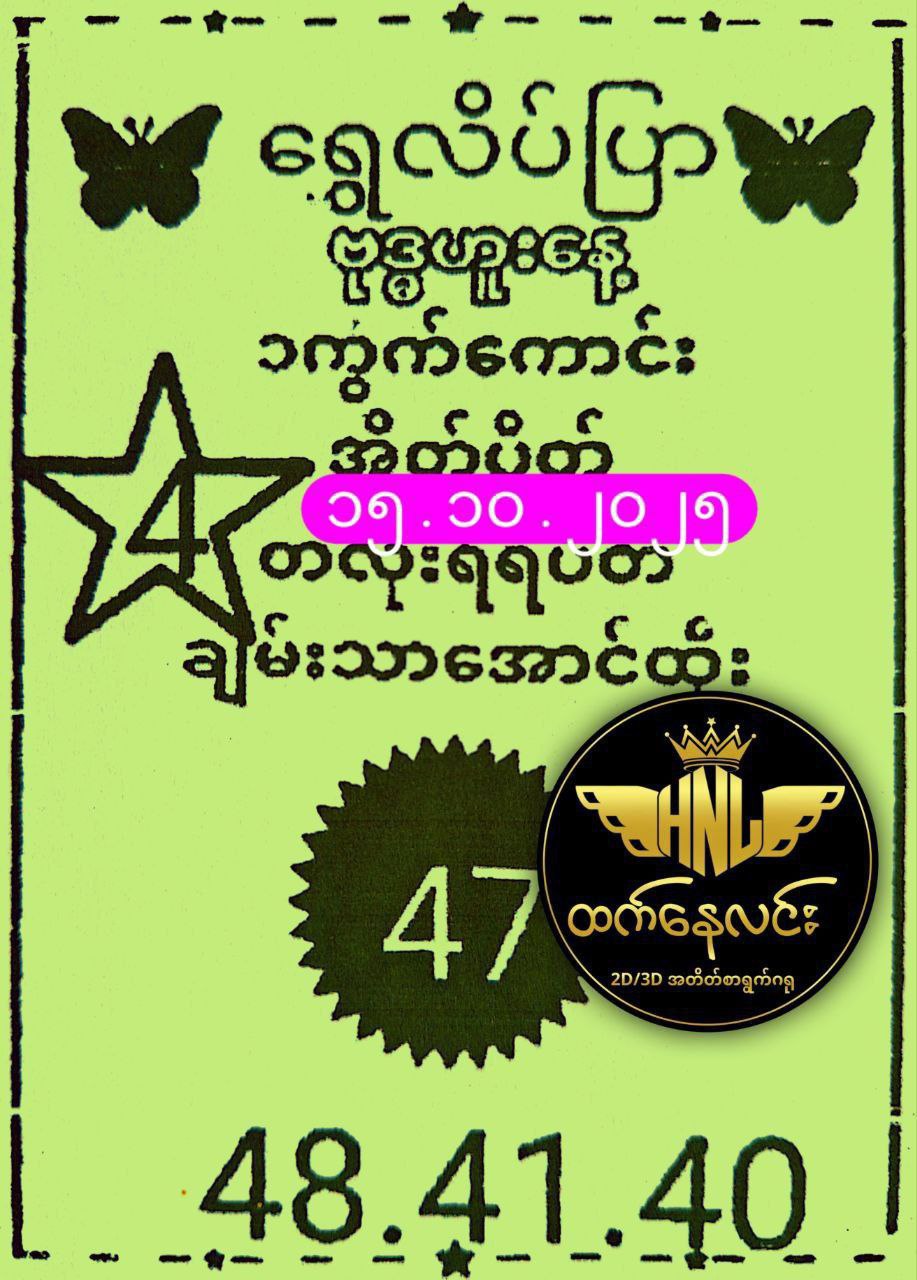 ရွှေလိပ်ပြာ
ဗုဒ္ဓဟူးနေ့
၁ကွက်ကောင်း
အိတ်ပိတ်
4
၁၅.၁၀.၂၀၂၅
တလုံးရရပိတ်
ချမ်းသာအောင်ထိုး
47
HNL
ထက်နေလင်း
2D/3D အတိတ်စာရွက်ဂရု
48.41.40